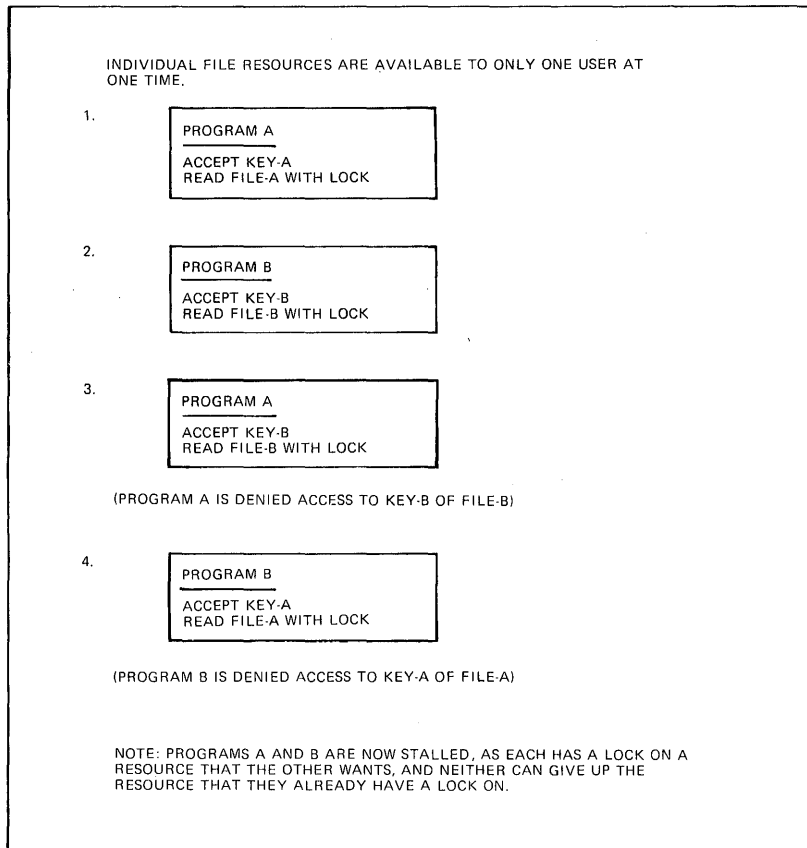 INDIVIDUAL FILE RESOURCES ARE AVAILABLE TO ONLY ONE USER AT
ONE TIME.
1.
PROGRAM A
ACCEPT KEY-A
READ FILE-A WITH LOCK
2.
PROGRAM B
ACCEPT KEY-B
READ FILE-B WITH LOCK
3.
PROGRAM A
ACCEPT KEY-B
READ FILE-B WITH LOCK
(PROGRAM A IS DENIED ACCESS TO KEY-B OF FILE-B)
4.
PROGRAM B
ACCEPT KEY-A
READ FILE-A WITH LOCK
(PROGRAM B IS DENIED ACCESS TO KEY-A OF FILE-A)
NOTE: PROGRAMS A AND B ARE NOW STALLED, AS EACH HAS A LOCK ON A
RESOURCE THAT THE OTHER WANTS, AND NEITHER CAN GIVE UP THE
RESOURCE THAT THEY ALREADY HAVE A LOCK ON.